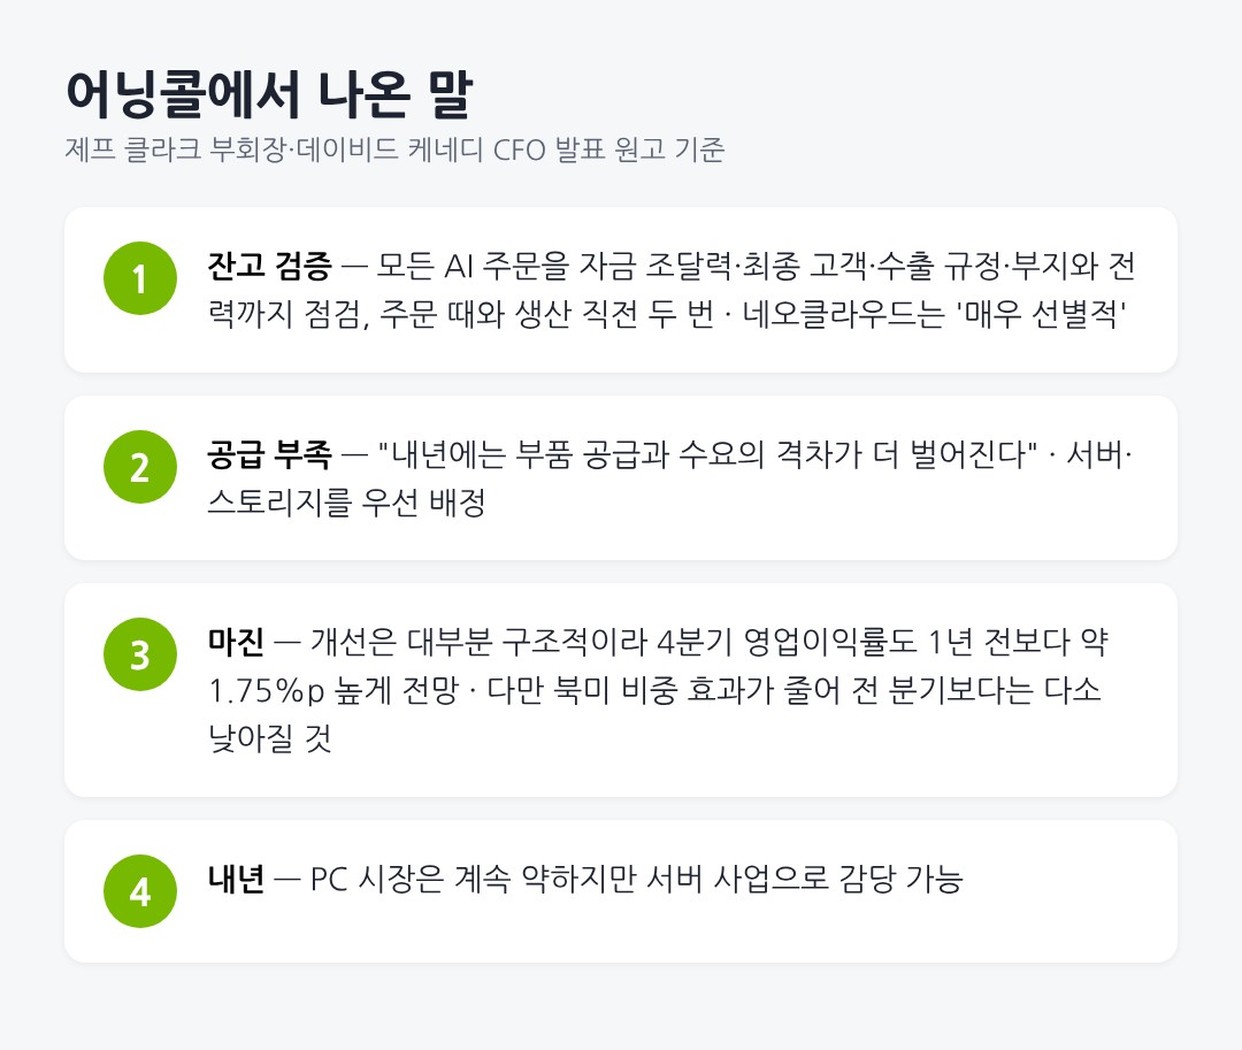 어닝콜에서 나온 말
제프 클라크 부회장·데이비드 케네디 CFO 발표 원고 기준
1
잔고 검증 — 모든 AI 주문을 자금 조달력·최종 고객·수출 규정·부지와 전
력까지 점검, 주문 때와 생산 직전 두 번 · 네오클라우드는 '매우 선별적'
2
공급 부족 — "내년에는 부품 공급과 수요의 격차가 더 벌어진다" · 서버·
스토리지를 우선 배정
3
마진 — 개선은 대부분 구조적이라 4분기 영업이익률도 1년 전보다 약
1.75%p 높게 전망 · 다만 북미 비중 효과가 줄어 전 분기보다는 다소
낮아질 것
4
내년 — PC 시장은 계속 약하지만 서버 사업으로 감당 가능